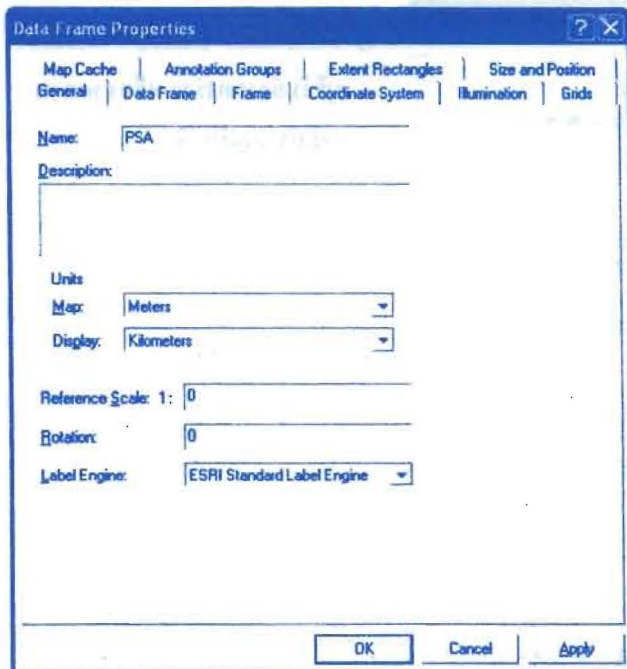 Data Frame Properties
Map Cache Annotation Groups Extent Rectangles Size and Position
General Data Frame Frame Coordinate System Illumination Grids
Name: PSA
Description:
Units
Map: Meters
Display: Kilometers
Reference Scale: 1: 0
Rotation: 0
Label Engine: ESRI Standard Label Engine
OK Cancel Apply